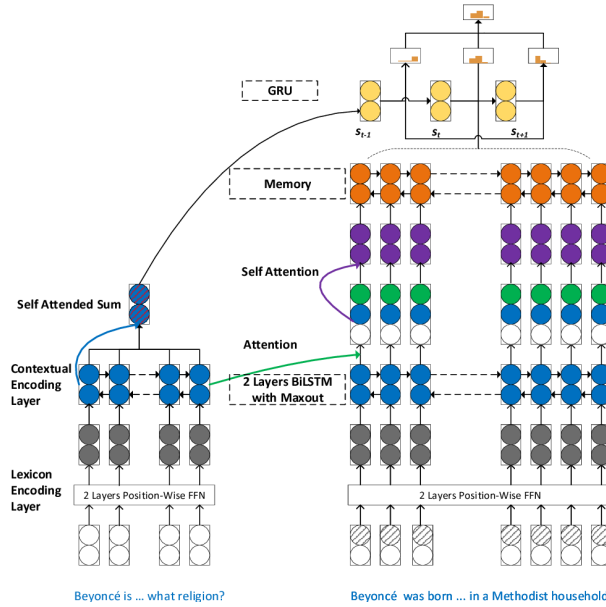 GRU
s_{t-1} s_t s_{t+1}
Memory
Self Attention
Self Attended Sum
Attention
Contextual
Encoding
Layer
2 Layers BiLSTM
with Maxout
Lexicon
Encoding
Layer
2 Layers Position-Wise FFN
2 Layers Position-Wise FFN
Beyoncé is ... what religion?
Beyoncé was born ... in a Methodist household